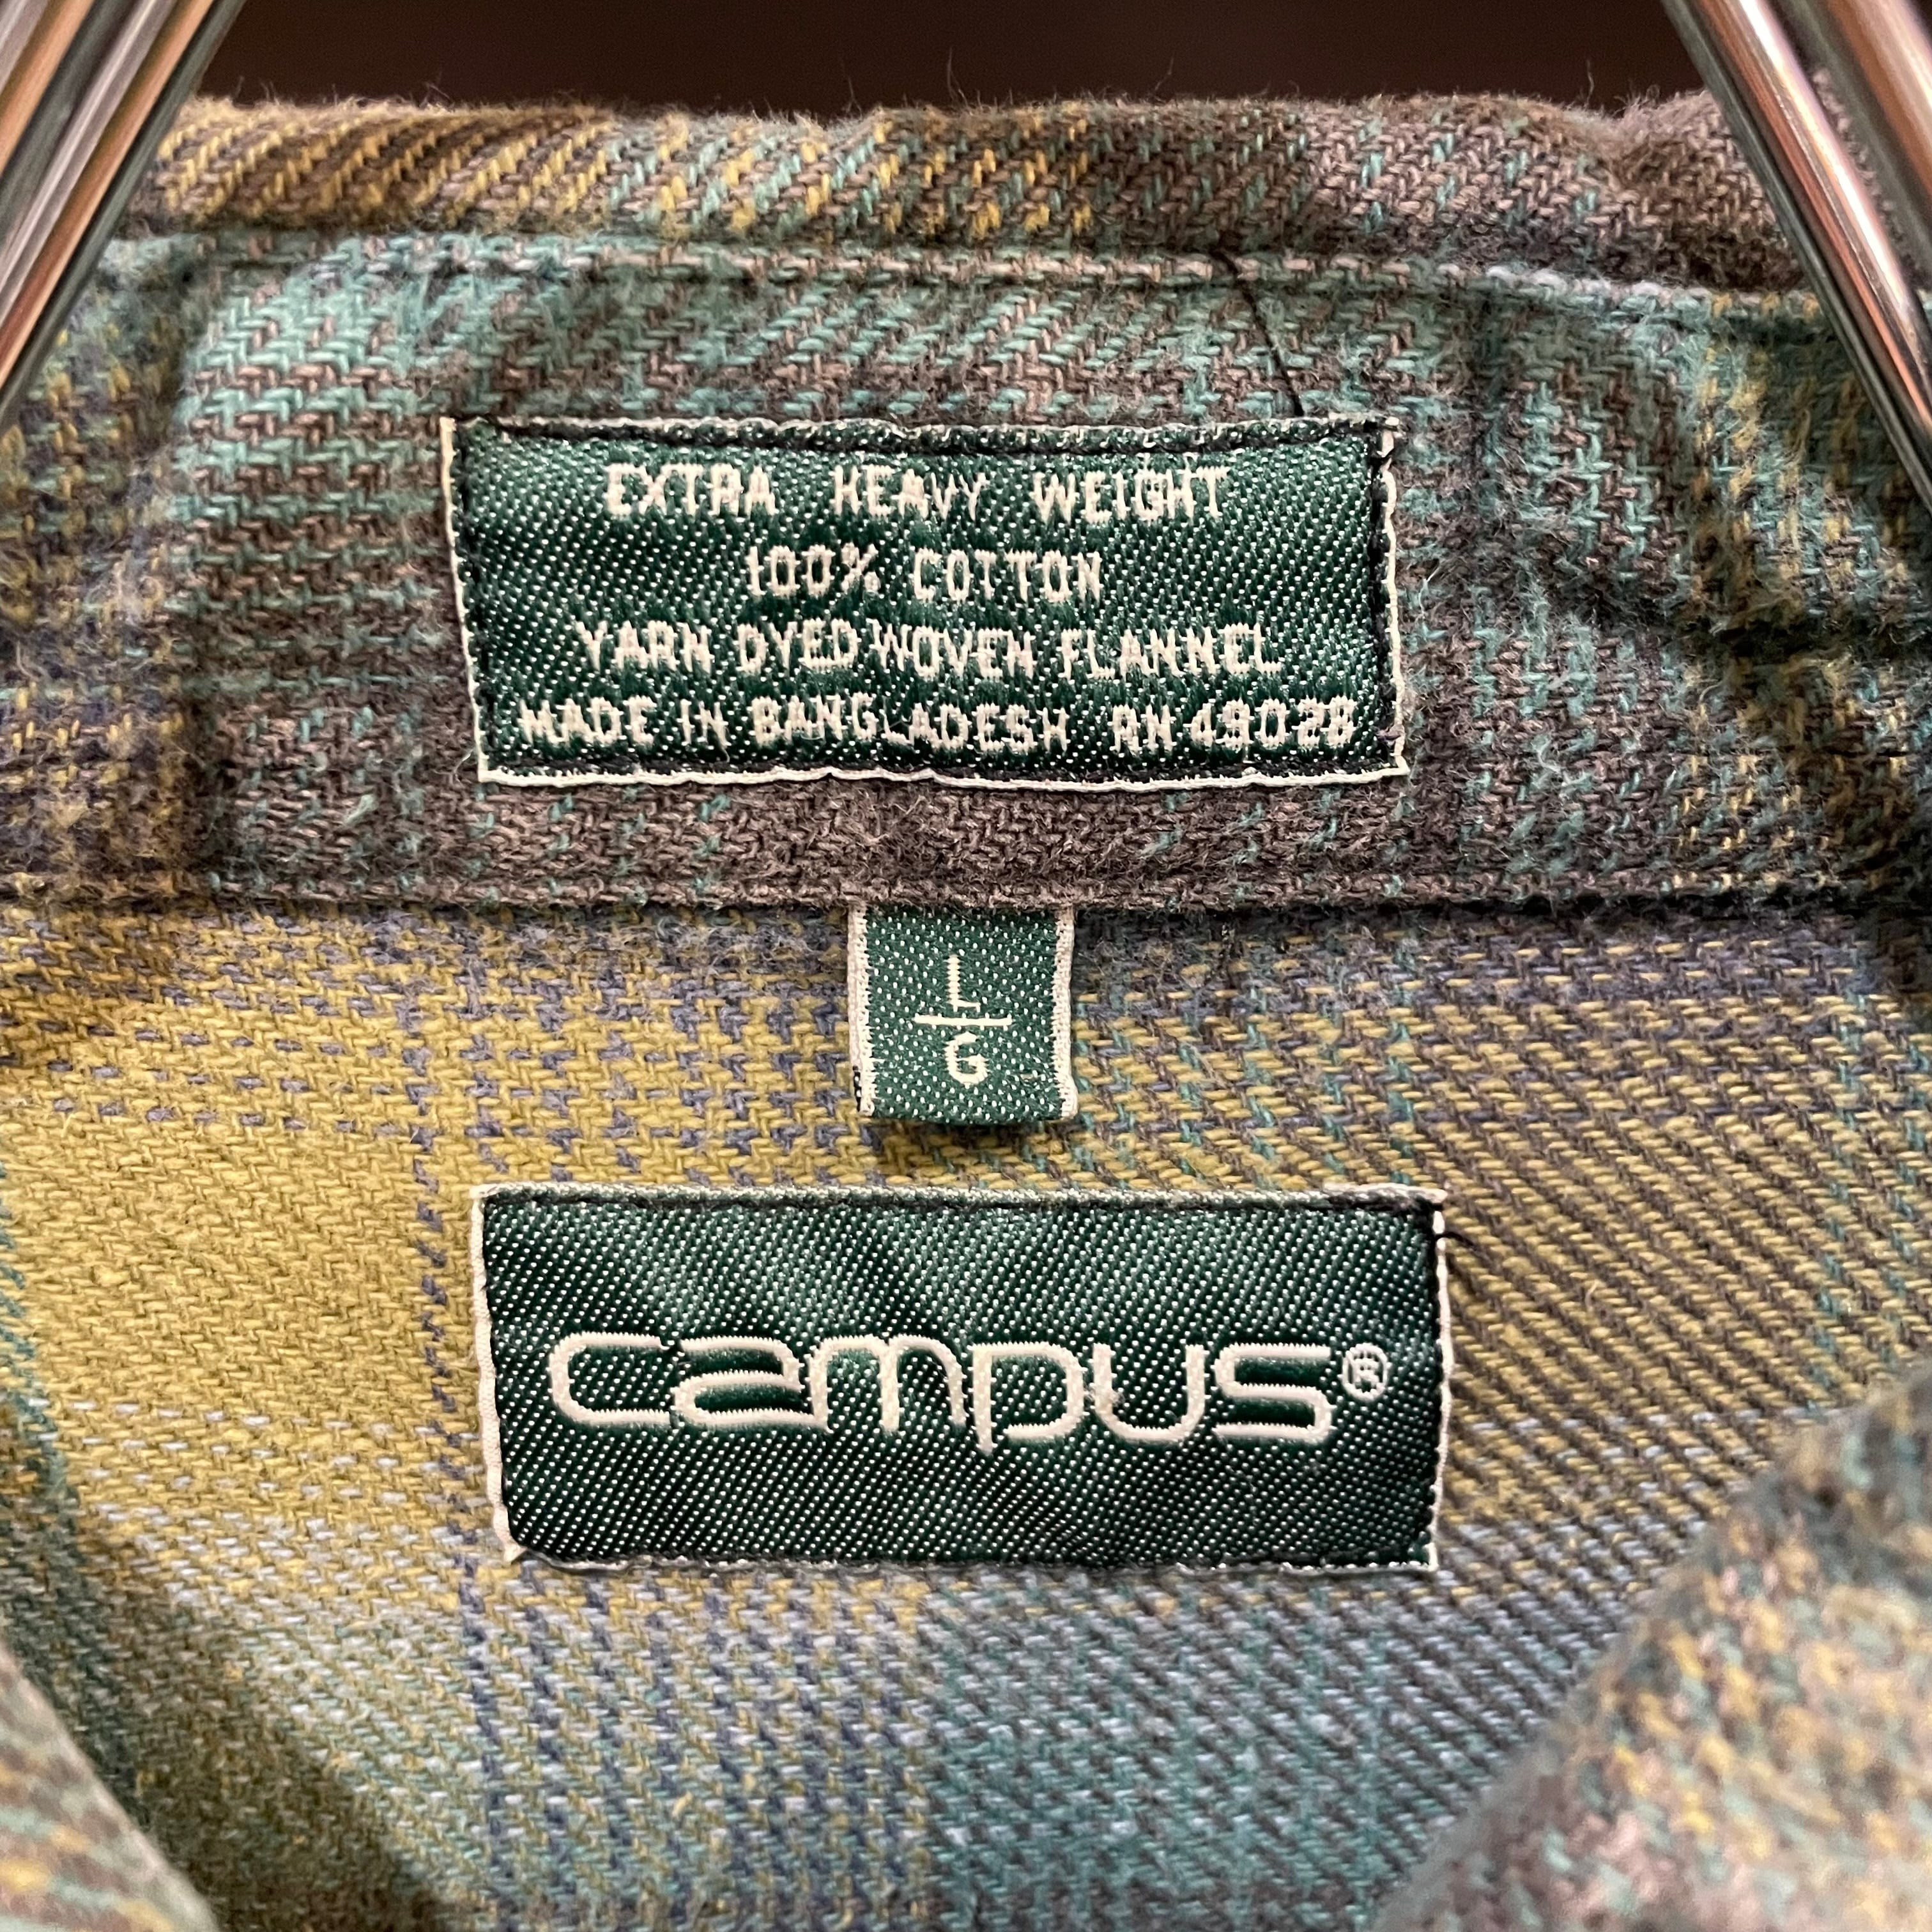 EXTRA HEAVY WEIGHT
100% COTTON
YARN DYED WOVEN FLANNEL
MADE IN BANGLADESH RN 49028
L
G
campus®